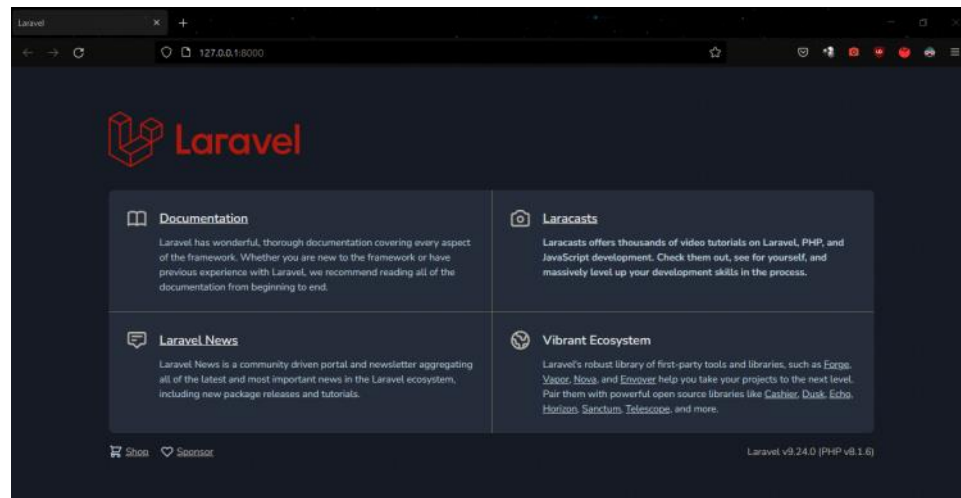 Laravel
127.0.0.1:8000
Laravel
Documentation
Laravel has wonderful, thorough documentation covering every aspect
of the framework. Whether you are new to the framework or have
previous experience with Laravel, we recommend reading all of the
documentation from beginning to end.
Laracasts
Laracasts offers thousands of video tutorials on Laravel, PHP, and
JavaScript development. Check them out, see for yourself, and
massively level up your development skills in the process.
Laravel News
Laravel News is a community driven portal and newsletter aggregating
all of the latest and most important news in the Laravel ecosystem,
including new package releases and tutorials.
Vibrant Ecosystem
Laravel's robust library of first-party tools and libraries, such as Forge,
Vapor, Nova, and Envoyer help you take your projects to the next level.
Pair them with powerful open source libraries like Cashier, Dusk, Echo,
Horizon, Sanctum, Telescope, and more.
Shop Sponsor
Laravel v9.24.0 (PHP v8.1.6)